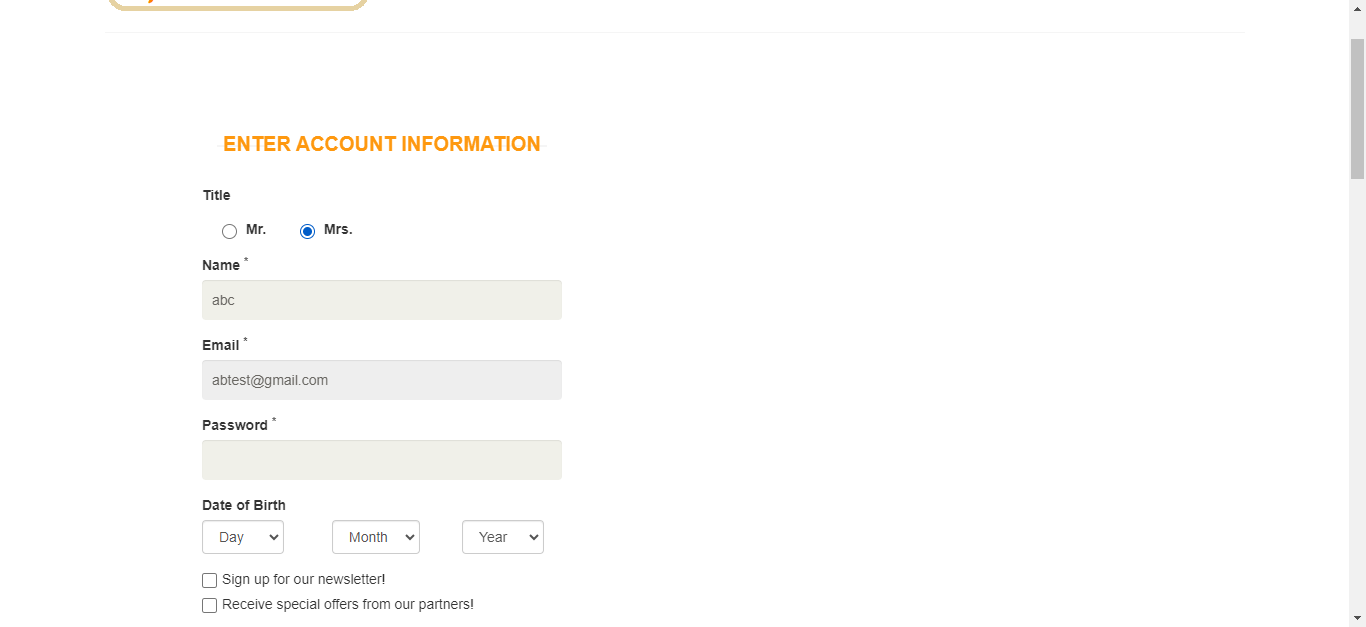 ENTER ACCOUNT INFORMATION
Title
Mr. Mrs.
Name *
abc
Email *
abtest@gmail.com
Password *
Date of Birth
Day Month Year
Sign up for our newsletter!
Receive special offers from our partners!